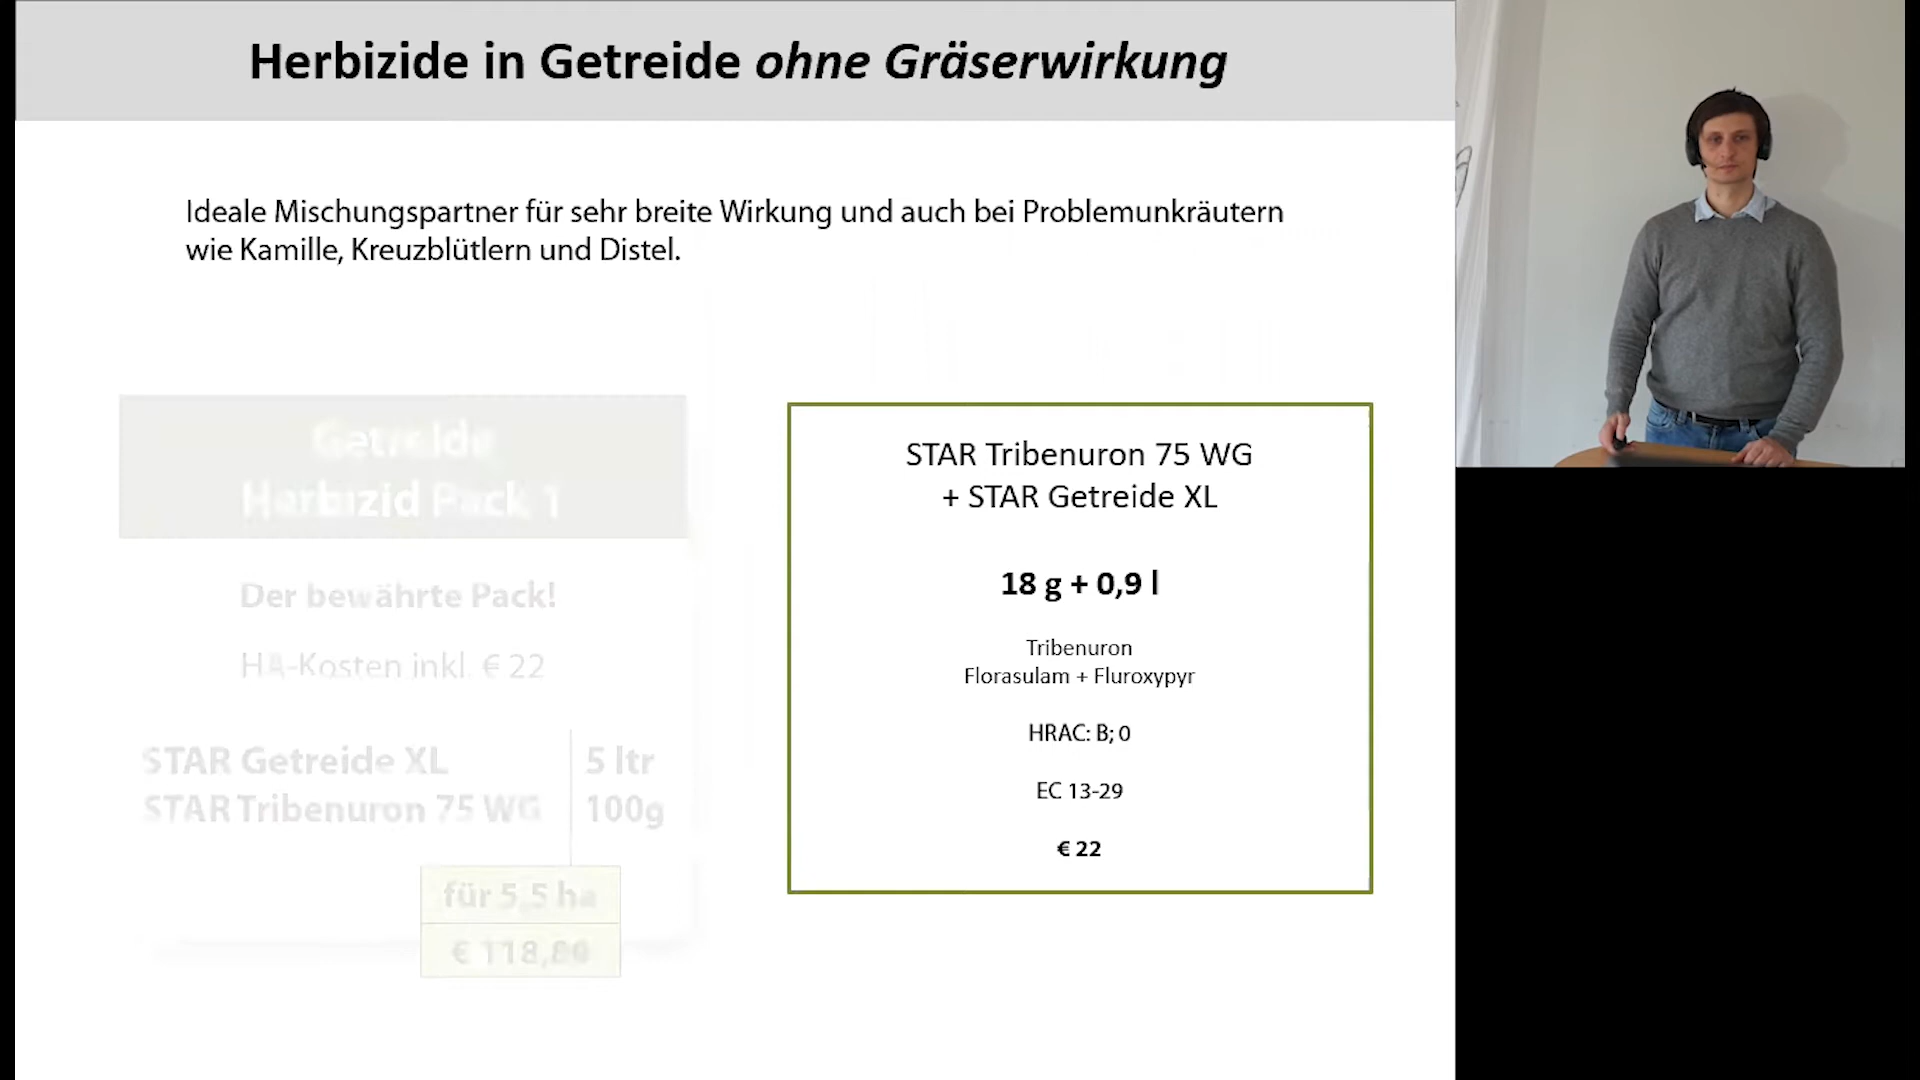 Herbizide in Getreide ohne Gräserwirkung
Ideale Mischungspartner für sehr breite Wirkung und auch bei Problemunkräutern
wie Kamille, Kreuzblütlern und Distel.
Getreide
Herbizid Pack 1
Der bewährte Pack!
HA-Kosten inkl. € 22
STAR Getreide XL 5 ltr
STAR Tribenuron 75 WG 100g
für 5,5 ha
€ 118,80
STAR Tribenuron 75 WG
+ STAR Getreide XL
18 g + 0,9 l
Tribenuron
Florasulam + Fluroxypyr
HRAC: B; 0
EC 13-29
€ 22